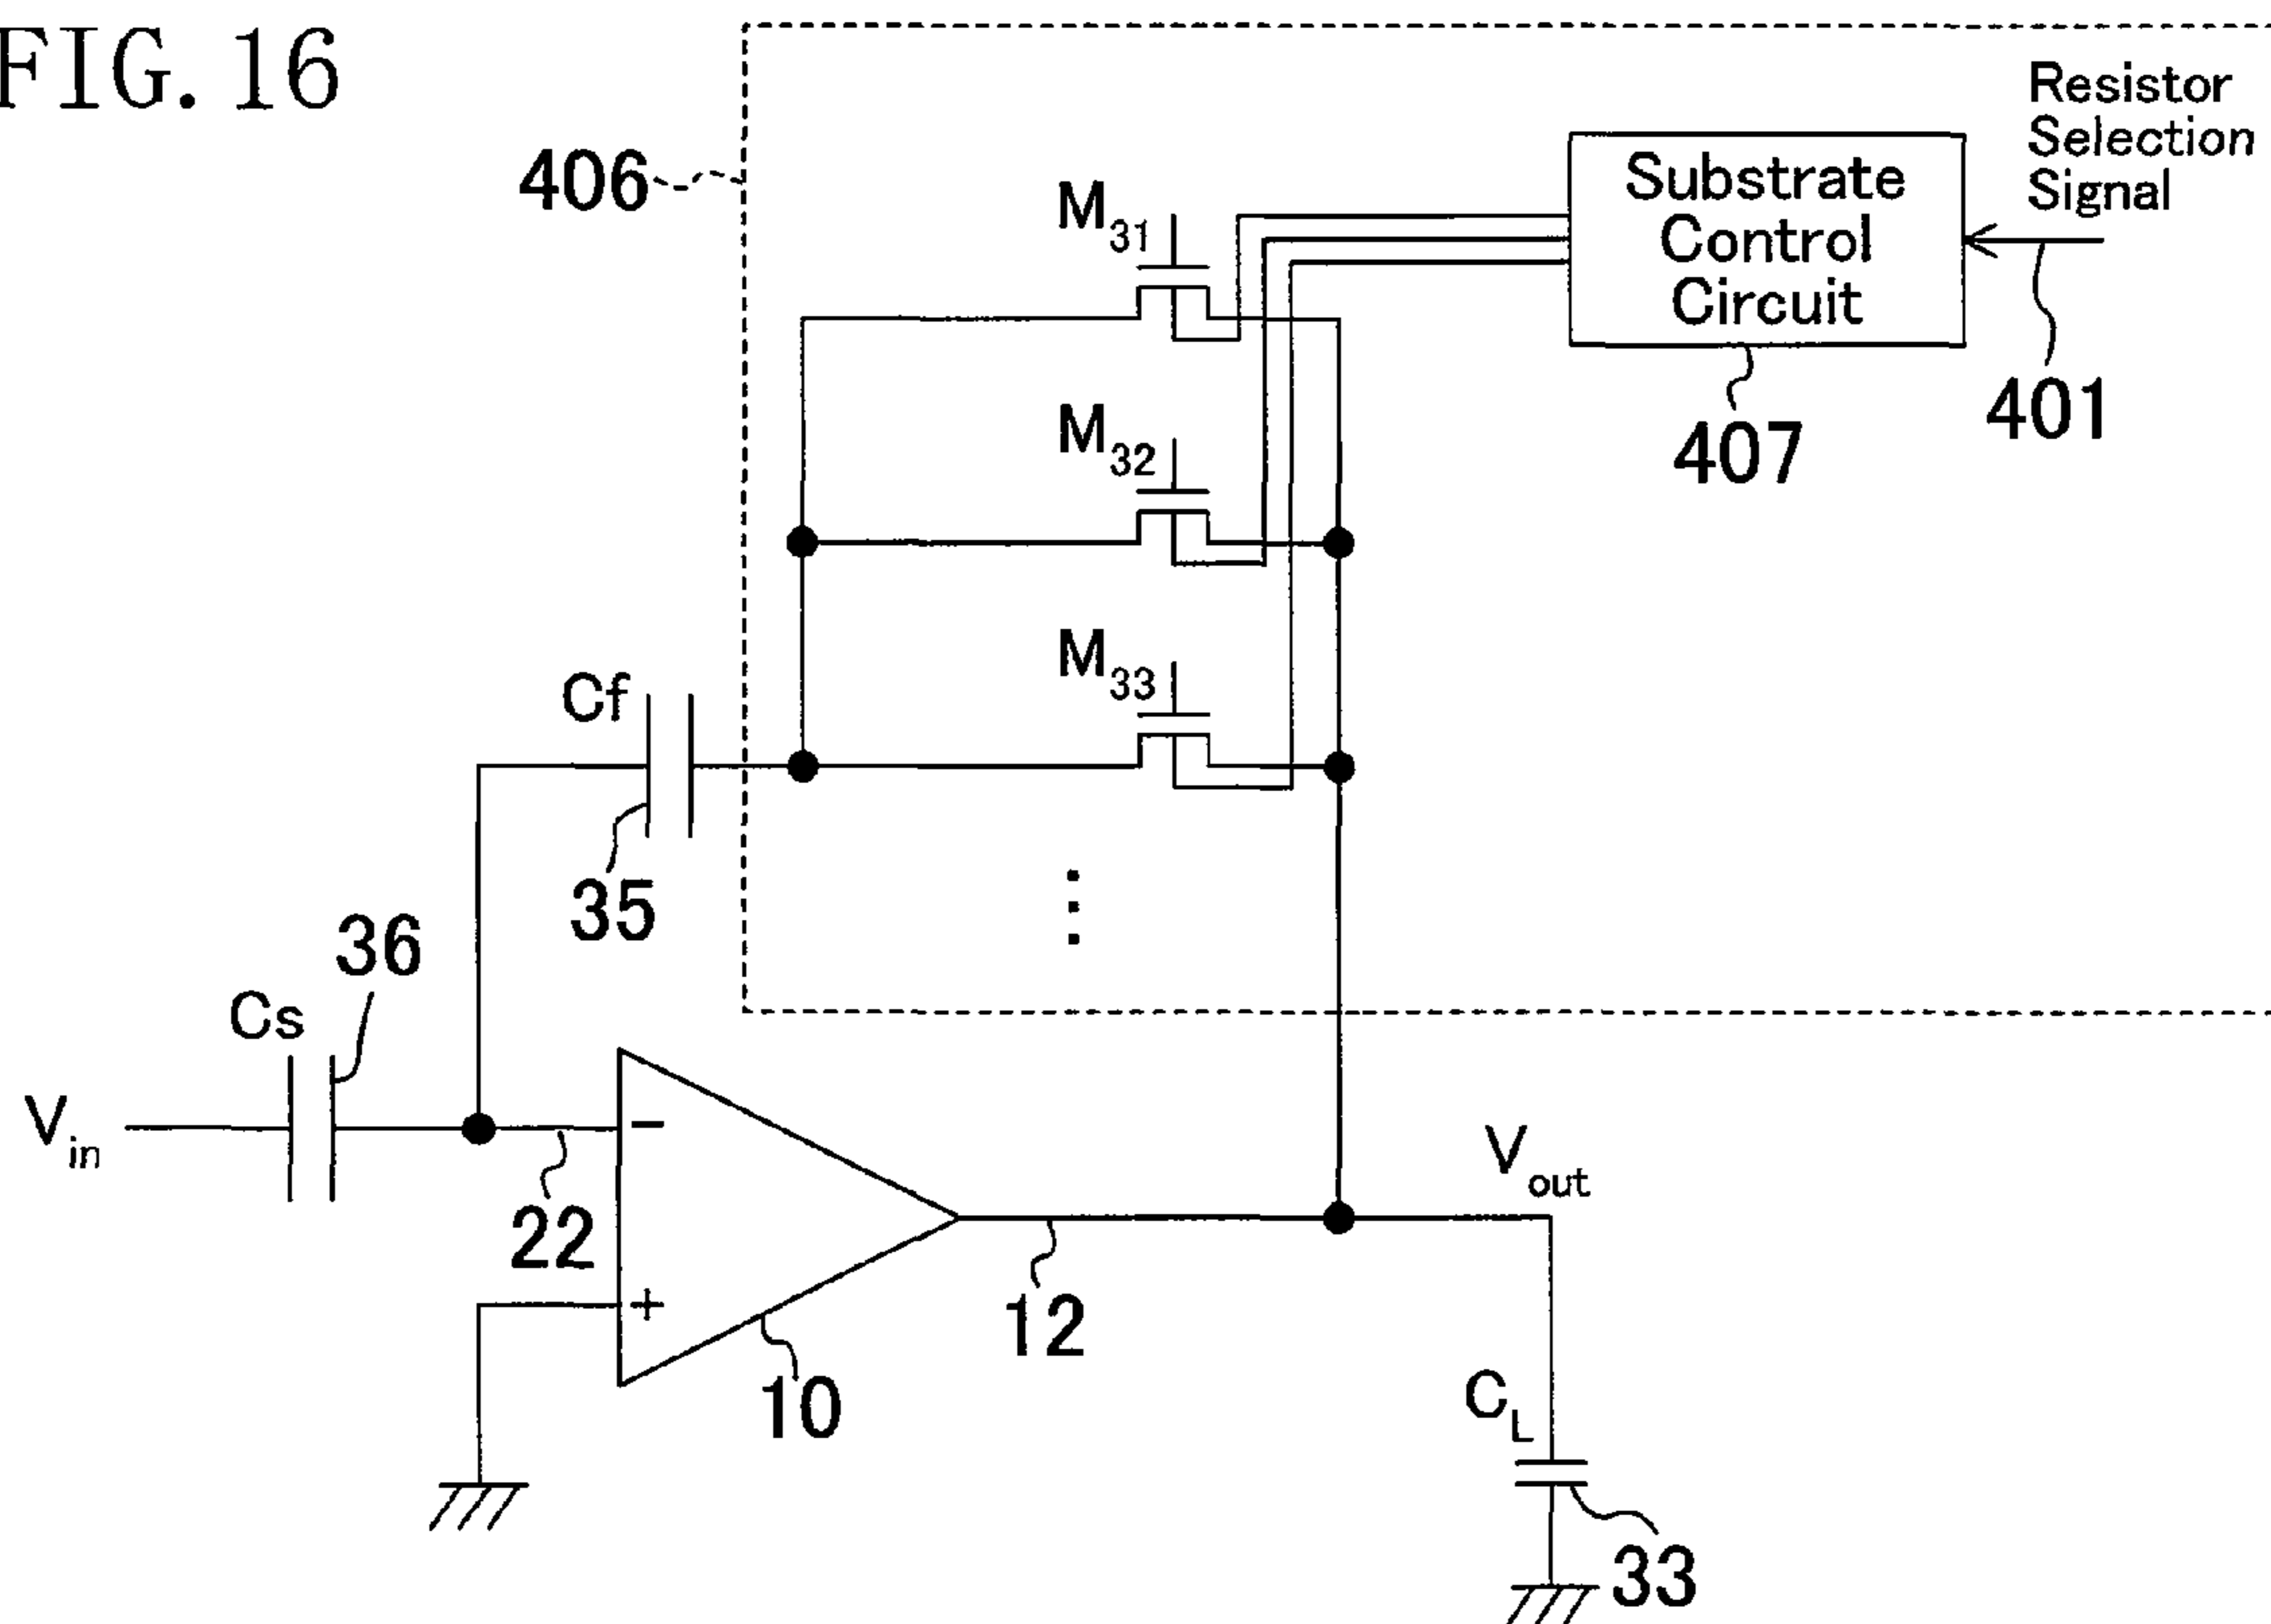 FIG. 16
406
M31
Substrate
Control
Circuit
Resistor
Selection
Signal
407
401
M32
M33
Cf
35
36
Cs
Vin
22
-
+
10
12
Vout
CL
33